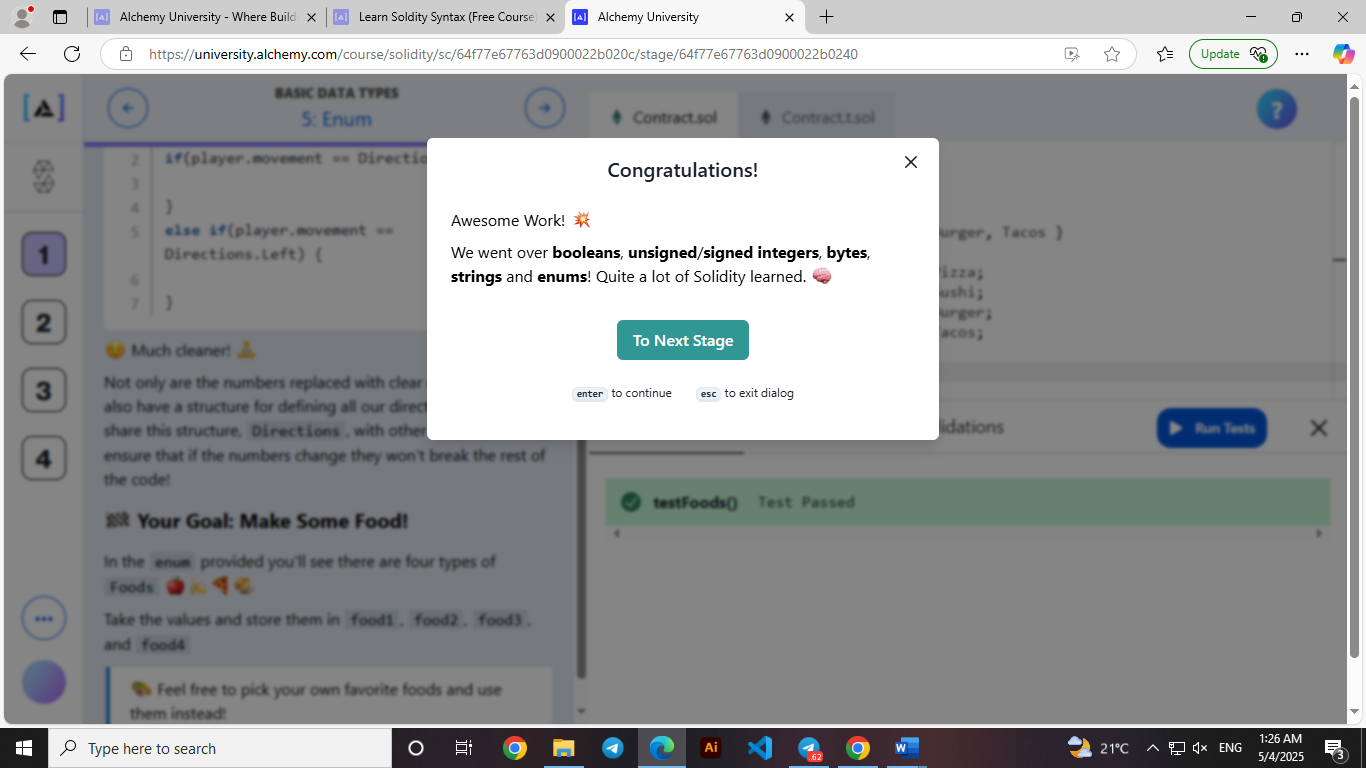 Alchemy University - Where Build
Learn Soldity Syntax (Free Course)
Alchemy University
https://university.alchemy.com/course/solidity/sc/64f77e67763d0900022b020c/stage/64f77e67763d0900022b0240
Update
BASIC DATA TYPES
5: Enum
Contract.sol
Contract.t.sol
?
1
2
3
4
2 if(player.movement == Directio
3
4 }
5 else if(player.movement ==
Directions.Left) {
6
7 }
Much cleaner!
Not only are the numbers replaced with clear
also have a structure for defining all our direct
share this structure, Directions, with other
ensure that if the numbers change they won't break the rest of
the code!
Your Goal: Make Some Food!
In the enum provided you'll see there are four types of
Foods
Take the values and store them in food1, food2, food3,
and food4
Feel free to pick your own favorite foods and use
them instead!
Congratulations!
Awesome Work!
We went over booleans, unsigned/signed integers, bytes,
strings and enums! Quite a lot of Solidity learned.
To Next Stage
enter to continue esc to exit dialog
urger, Tacos }
izza;
ushi;
urger;
acos;
idations
Run Tests
testFoods() Test Passed
Type here to search
Ai
.62
21°C
ENG
1:26 AM
5/4/2025
3